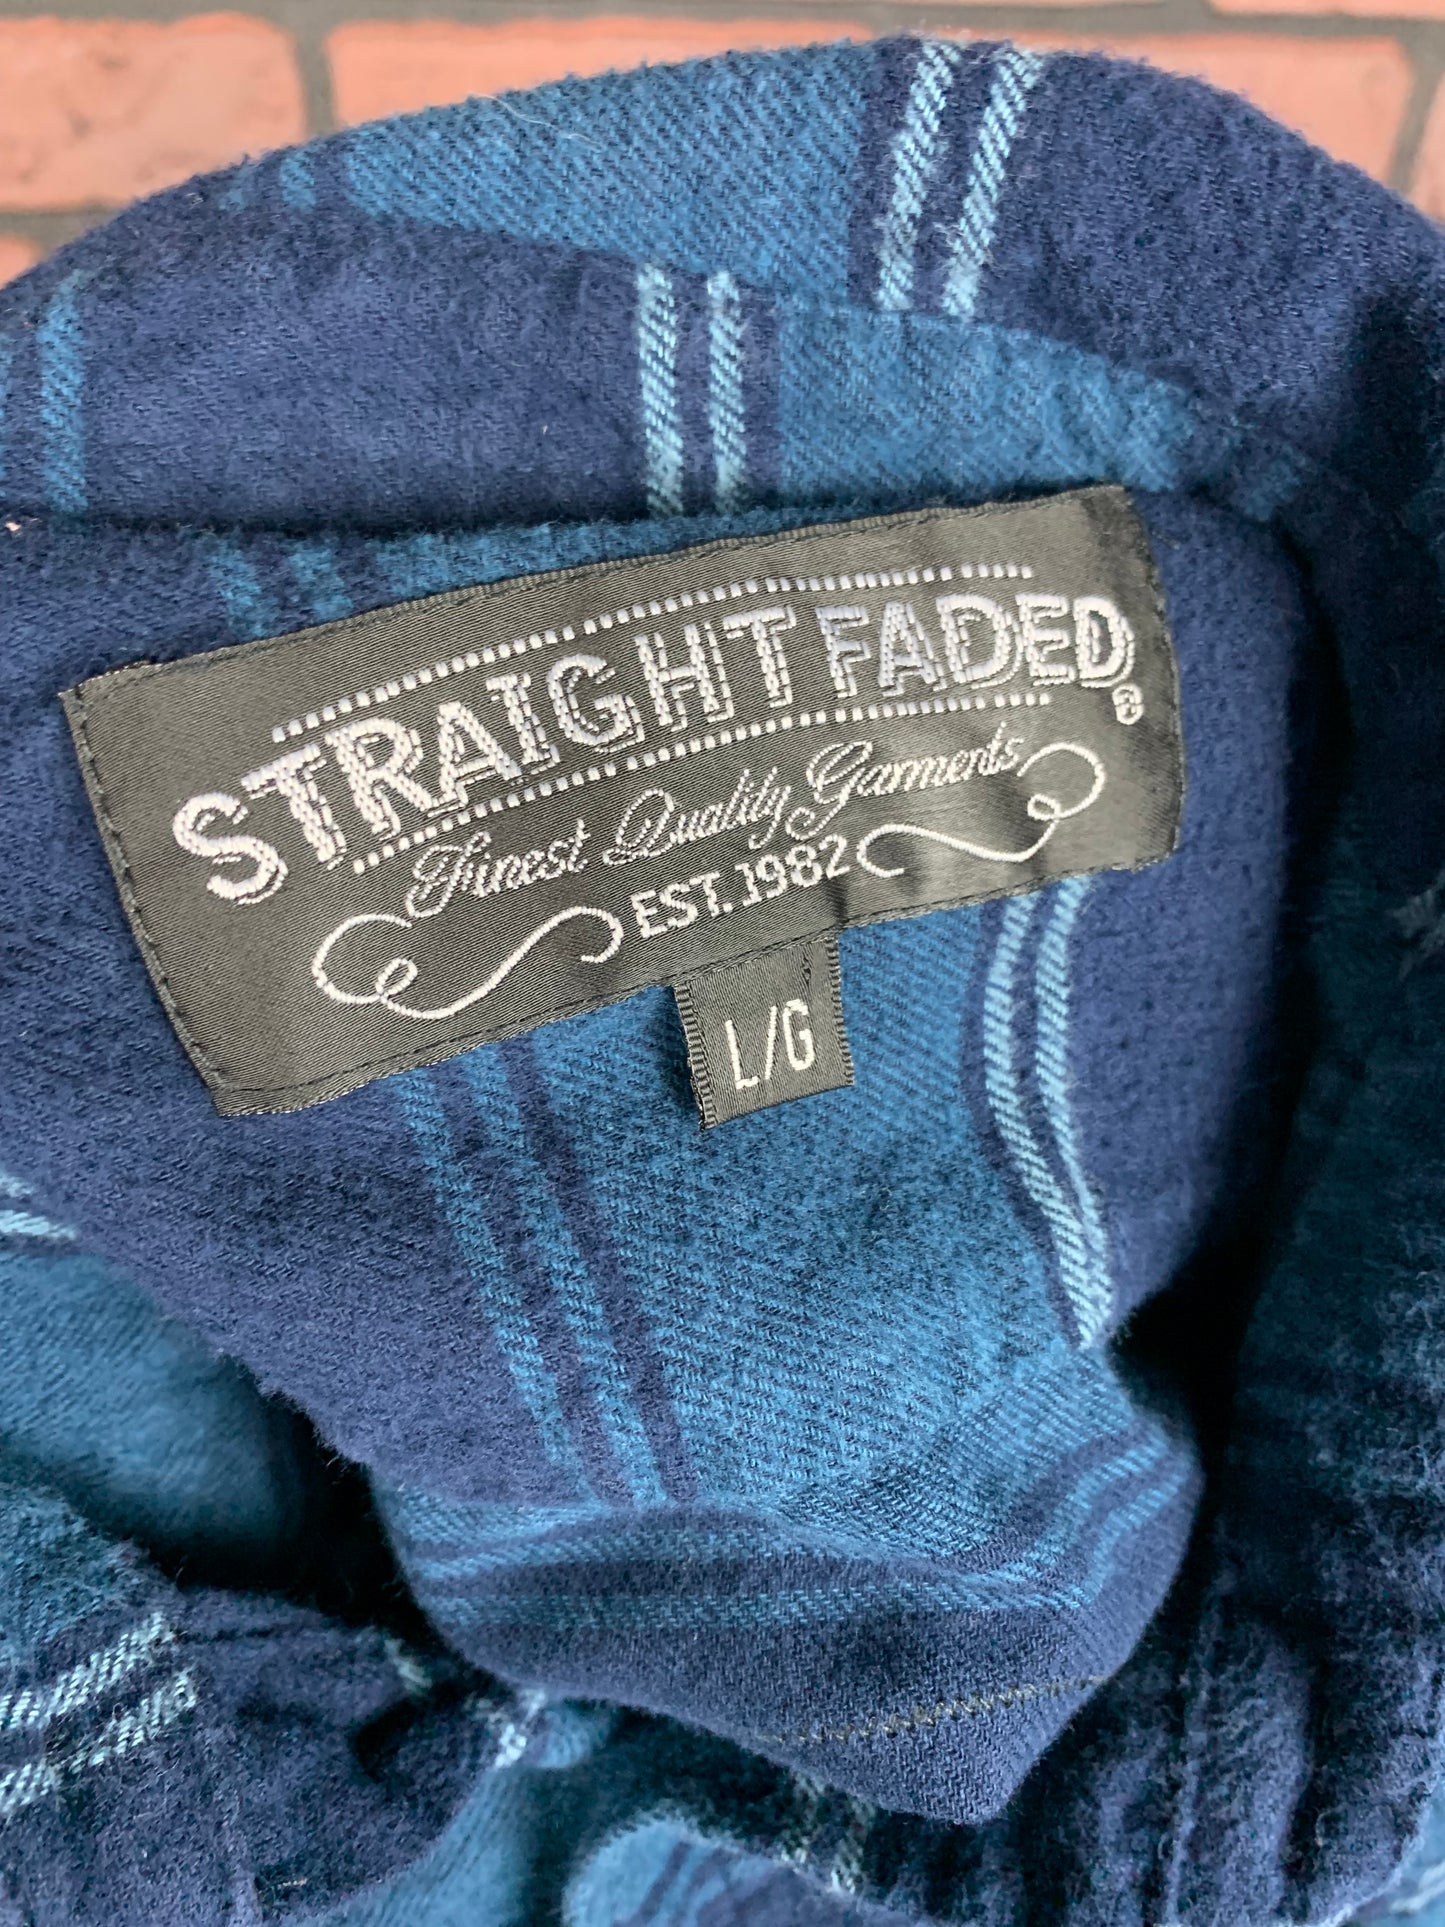 STRAIGHT FADED®
Finest Quality Garments
EST. 1982
L/G